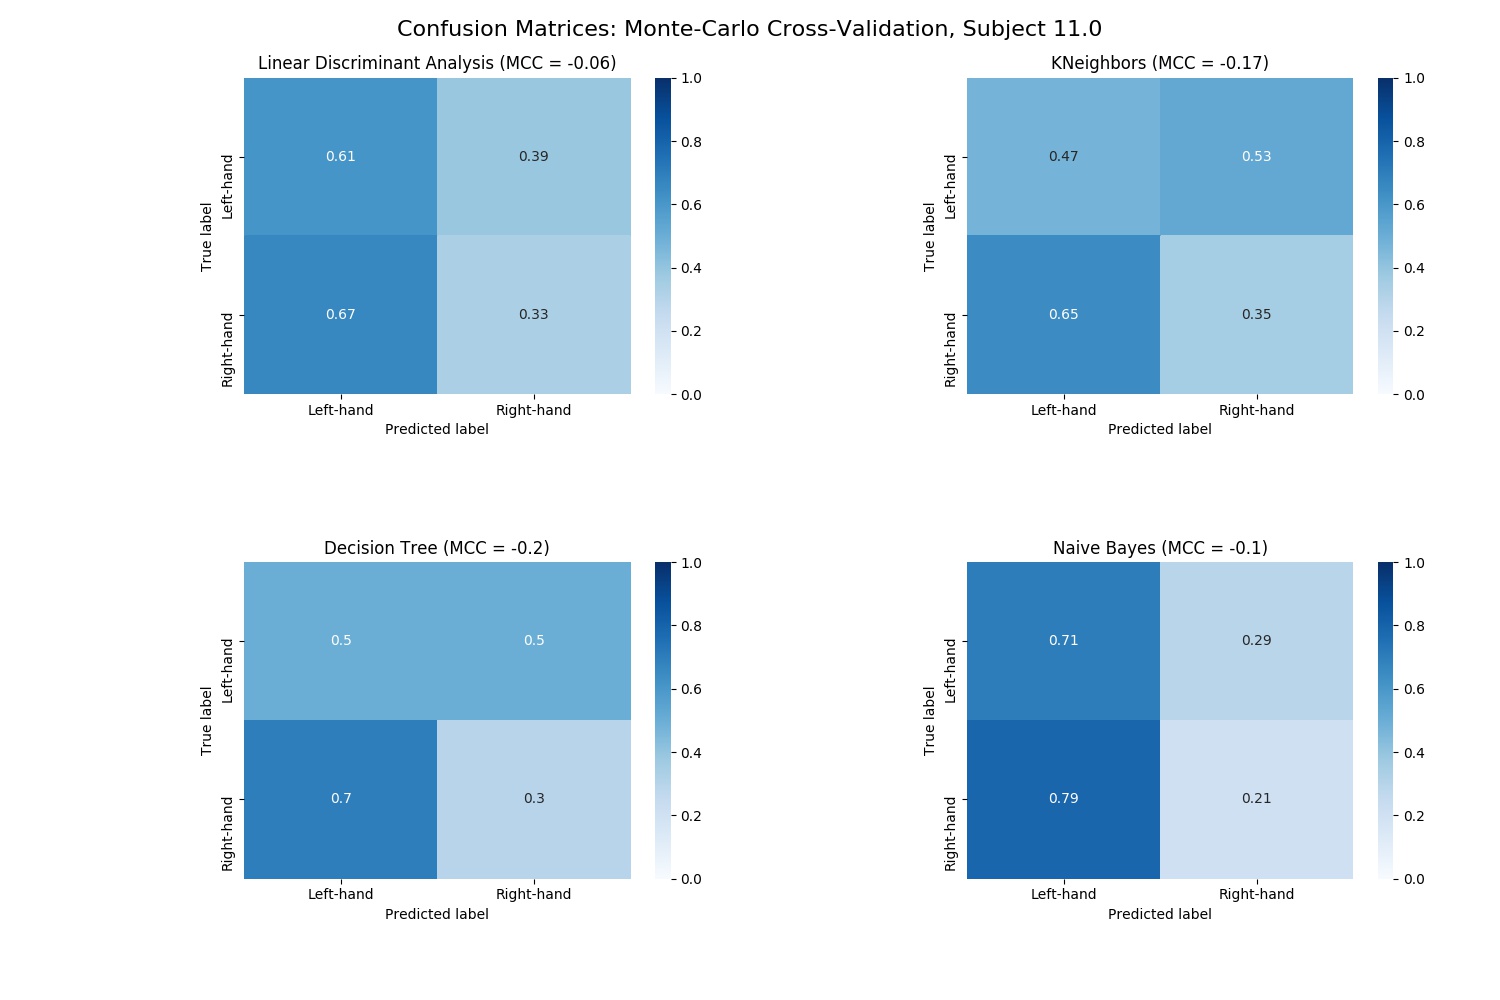 Confusion Matrices: Monte-Carlo Cross-Validation, Subject 11.0
Linear Discriminant Analysis (MCC = -0.06)
0.61
0.39
0.67
0.33
Left-hand
Right-hand
True label
Left-hand
Right-hand
Predicted label
1.0
0.8
0.6
0.4
0.2
0.0
KNeighbors (MCC = -0.17)
0.47
0.53
0.65
0.35
Left-hand
Right-hand
True label
Left-hand
Right-hand
Predicted label
1.0
0.8
0.6
0.4
0.2
0.0
Decision Tree (MCC = -0.2)
0.5
0.5
0.7
0.3
Left-hand
Right-hand
True label
Left-hand
Right-hand
Predicted label
1.0
0.8
0.6
0.4
0.2
0.0
Naive Bayes (MCC = -0.1)
0.71
0.29
0.79
0.21
Left-hand
Right-hand
True label
Left-hand
Right-hand
Predicted label
1.0
0.8
0.6
0.4
0.2
0.0